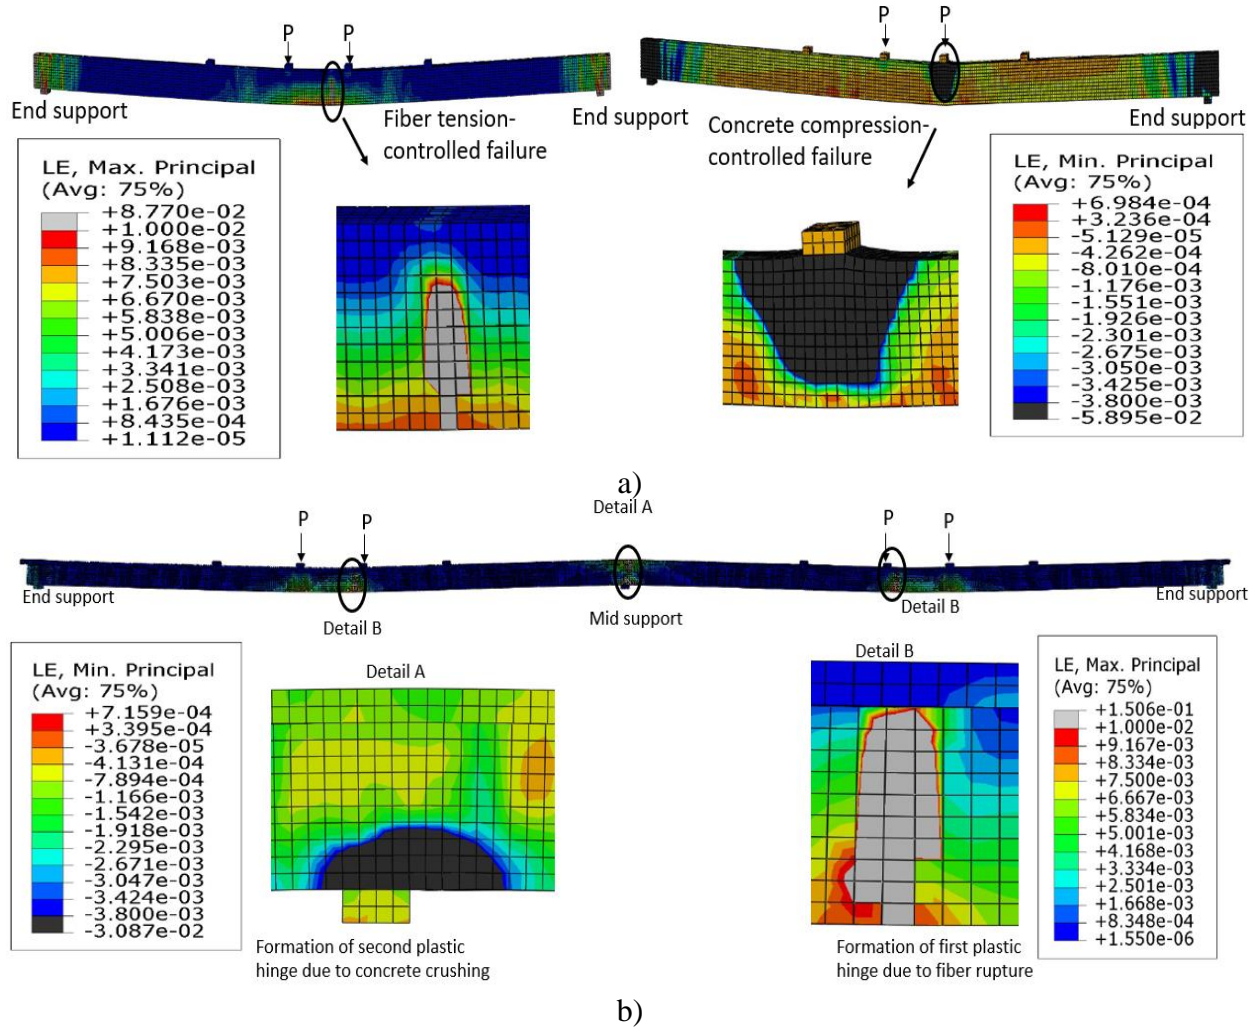 P
P
P
P
End support
Fiber tension-
controlled failure
End support
Concrete compression-
controlled failure
End support
LE, Max. Principal
(Avg: 75%)
+8.770e-02
+1.000e-02
+9.168e-03
+8.335e-03
+7.503e-03
+6.670e-03
+5.838e-03
+5.006e-03
+4.173e-03
+3.341e-03
+2.508e-03
+1.676e-03
+8.435e-04
+1.112e-05
LE, Min. Principal
(Avg: 75%)
+6.984e-04
+3.236e-04
-5.129e-05
-4.262e-04
-8.010e-04
-1.176e-03
-1.551e-03
-1.926e-03
-2.301e-03
-2.675e-03
-3.050e-03
-3.425e-03
-3.800e-03
-5.895e-02
a)
Detail A
P
P
P
P
End support
Detail B
Mid support
Detail B
End support
LE, Min. Principal
(Avg: 75%)
+7.159e-04
+3.395e-04
-3.678e-05
-4.131e-04
-7.894e-04
-1.166e-03
-1.542e-03
-1.918e-03
-2.295e-03
-2.671e-03
-3.047e-03
-3.424e-03
-3.800e-03
-3.087e-02
Detail A
Formation of second plastic
hinge due to concrete crushing
Detail B
Formation of first plastic
hinge due to fiber rupture
LE, Max. Principal
(Avg: 75%)
+1.506e-01
+1.000e-02
+9.167e-03
+8.334e-03
+7.500e-03
+6.667e-03
+5.834e-03
+5.001e-03
+4.168e-03
+3.334e-03
+2.501e-03
+1.668e-03
+8.348e-04
+1.550e-06
b)